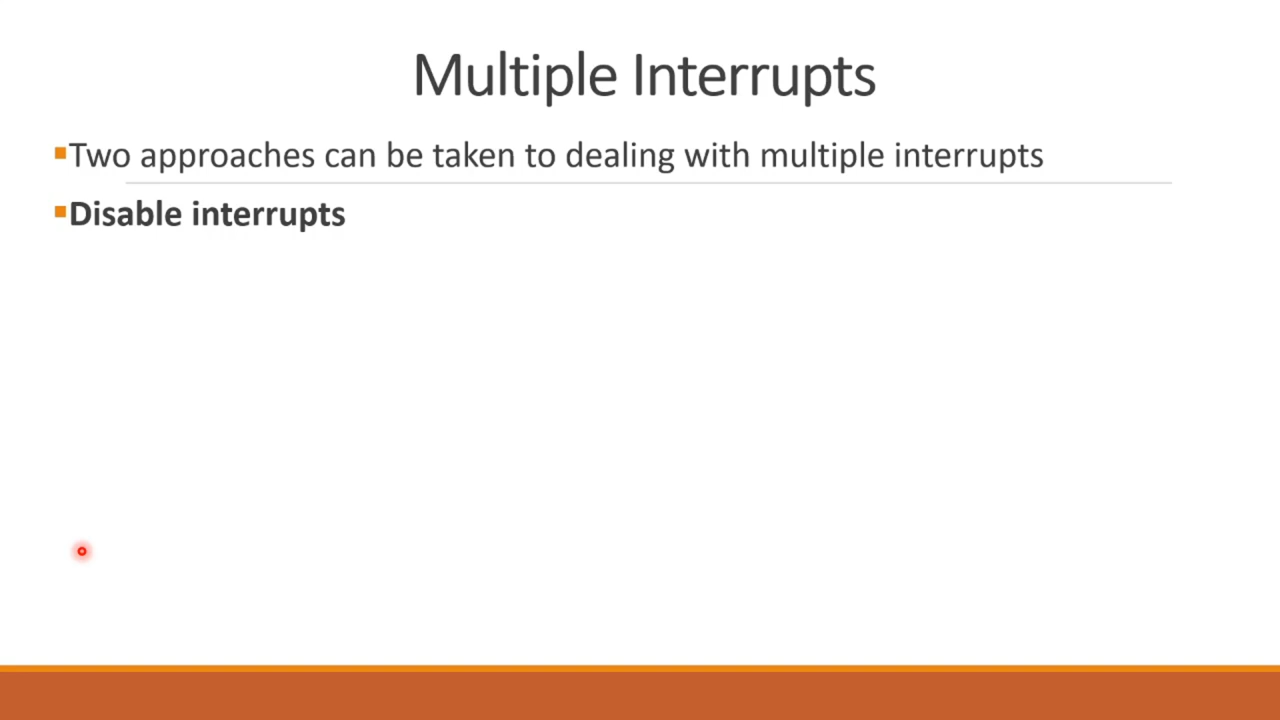 Multiple Interrupts
▪Two approaches can be taken to dealing with multiple interrupts
▪Disable interrupts